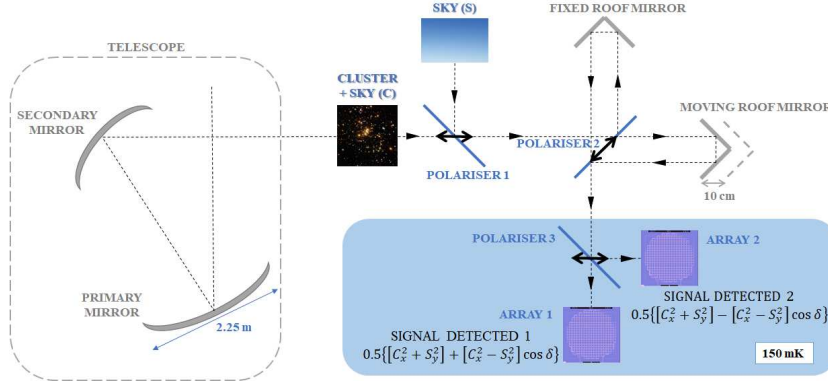 TELESCOPE
SECONDARY
MIRROR
PRIMARY
MIRROR
2.25 m
SKY (S)
CLUSTER
+ SKY (C)
POLARISER 1
FIXED ROOF MIRROR
POLARISER 2
MOVING ROOF MIRROR
10 cm
POLARISER 3
ARRAY 2
SIGNAL DETECTED 2
0.5{[C_x^2 + S_y^2] − [C_x^2 − S_y^2] cos δ}
ARRAY 1
SIGNAL DETECTED 1
0.5{[C_x^2 + S_y^2] + [C_x^2 − S_y^2] cos δ}
150 mK